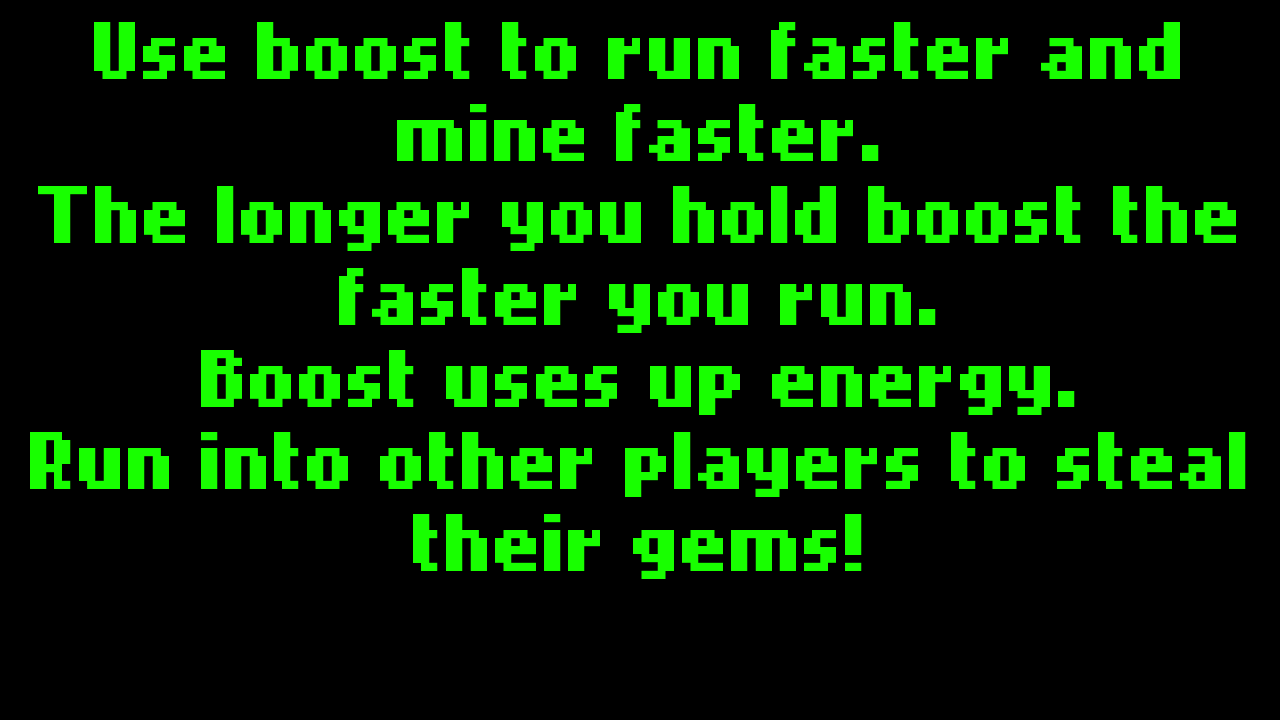 Use boost to run faster and
mine faster.
The longer you hold boost the
faster you run.
Boost uses up energy.
Run into other players to steal
their gems!